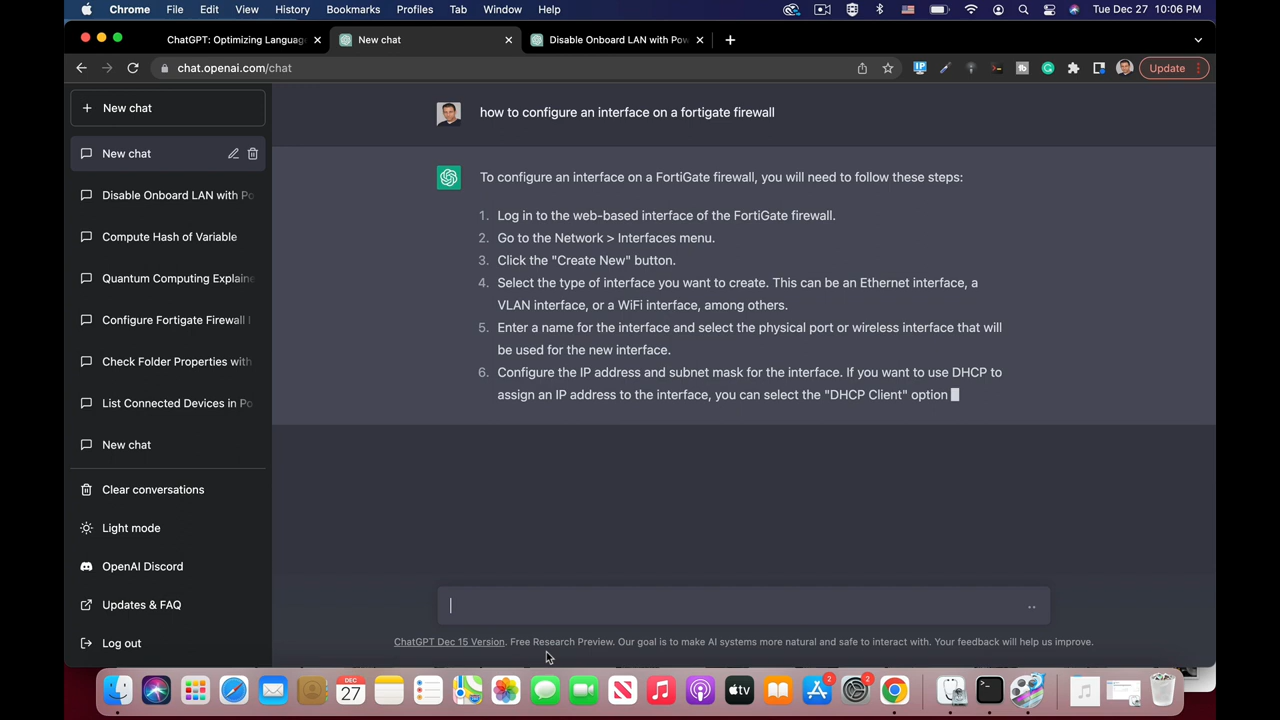 Chrome File Edit View History Bookmarks Profiles Tab Window Help Tue Dec 27 10:06 PM
ChatGPT: Optimizing Languag
New chat
Disable Onboard LAN with Pow
chat.openai.com/chat
Update
New chat
New chat
Disable Onboard LAN with Po
Compute Hash of Variable
Quantum Computing Explaine
Configure Fortigate Firewall I
Check Folder Properties with
List Connected Devices in Po
New chat
Clear conversations
Light mode
OpenAI Discord
Updates & FAQ
Log out
how to configure an interface on a fortigate firewall
To configure an interface on a FortiGate firewall, you will need to follow these steps:
1. Log in to the web-based interface of the FortiGate firewall.
2. Go to the Network > Interfaces menu.
3. Click the "Create New" button.
4. Select the type of interface you want to create. This can be an Ethernet interface, a
VLAN interface, or a WiFi interface, among others.
5. Enter a name for the interface and select the physical port or wireless interface that will
be used for the new interface.
6. Configure the IP address and subnet mask for the interface. If you want to use DHCP to
assign an IP address to the interface, you can select the "DHCP Client" option
ChatGPT Dec 15 Version. Free Research Preview. Our goal is to make AI systems more natural and safe to interact with. Your feedback will help us improve.
DEC
27
tv
2
2